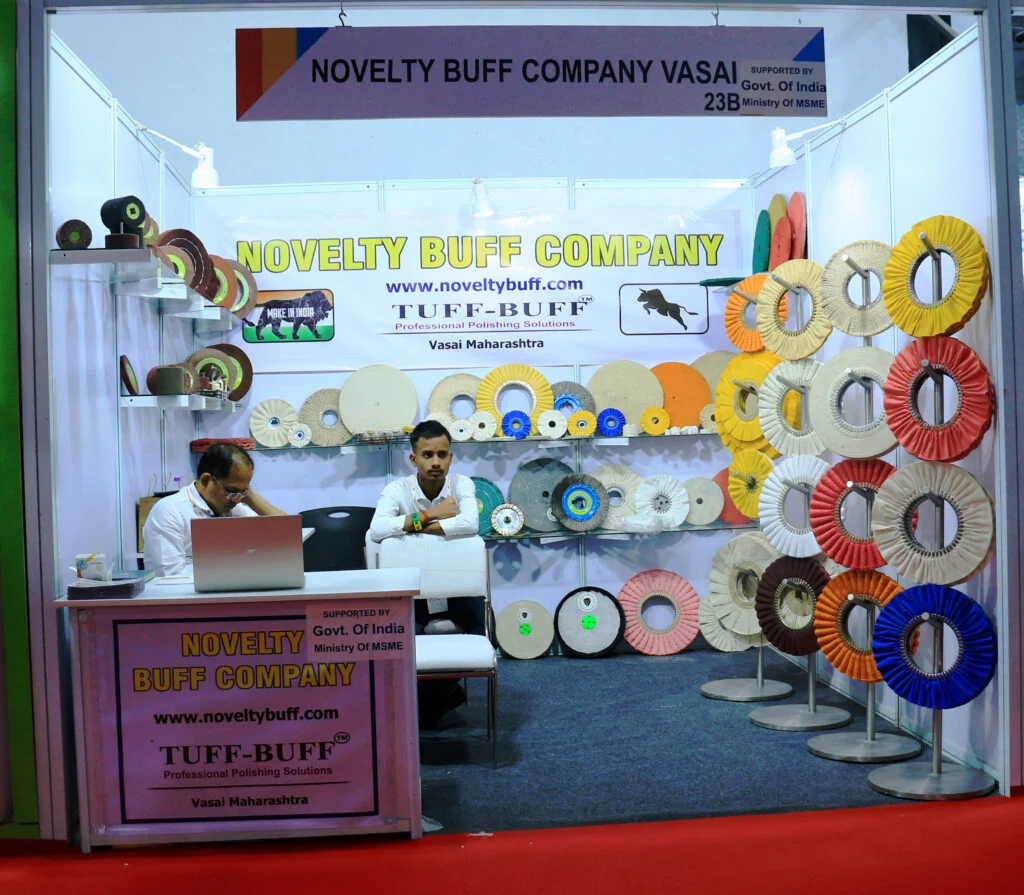 NOVELTY BUFF COMPANY VASAI
23B
SUPPORTED BY
Govt. Of India
Ministry Of MSME
NOVELTY BUFF COMPANY
www.noveltybuff.com
MAKE IN INDIA
TUFF-BUFF TM
Professional Polishing Solutions
Vasai Maharashtra
SUPPORTED BY
Govt. Of India
Ministry Of MSME
NOVELTY
BUFF COMPANY
www.noveltybuff.com
TUFF-BUFF TM
Professional Polishing Solutions
Vasai Maharashtra